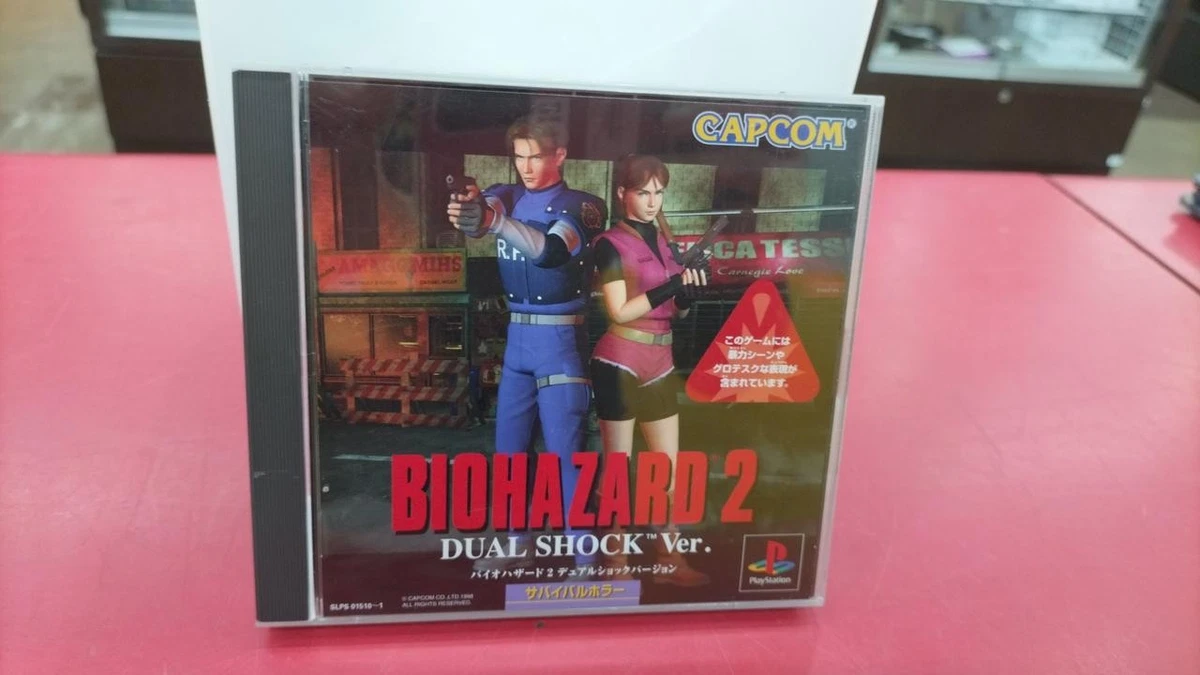 CAPCOM®
R.P.
AMAGOMIHS
ICATESS
Carnegie Love
このゲームには
暴力シーンや
グロテスクな表現が
含まれています。
BIOHAZARD 2
DUAL SHOCK™ Ver.
バイオハザード2 デュアルショックバージョン
サバイバルホラー
SLPS 01510~1
© CAPCOM CO.,LTD.1998
ALL RIGHTS RESERVED.
PlayStation